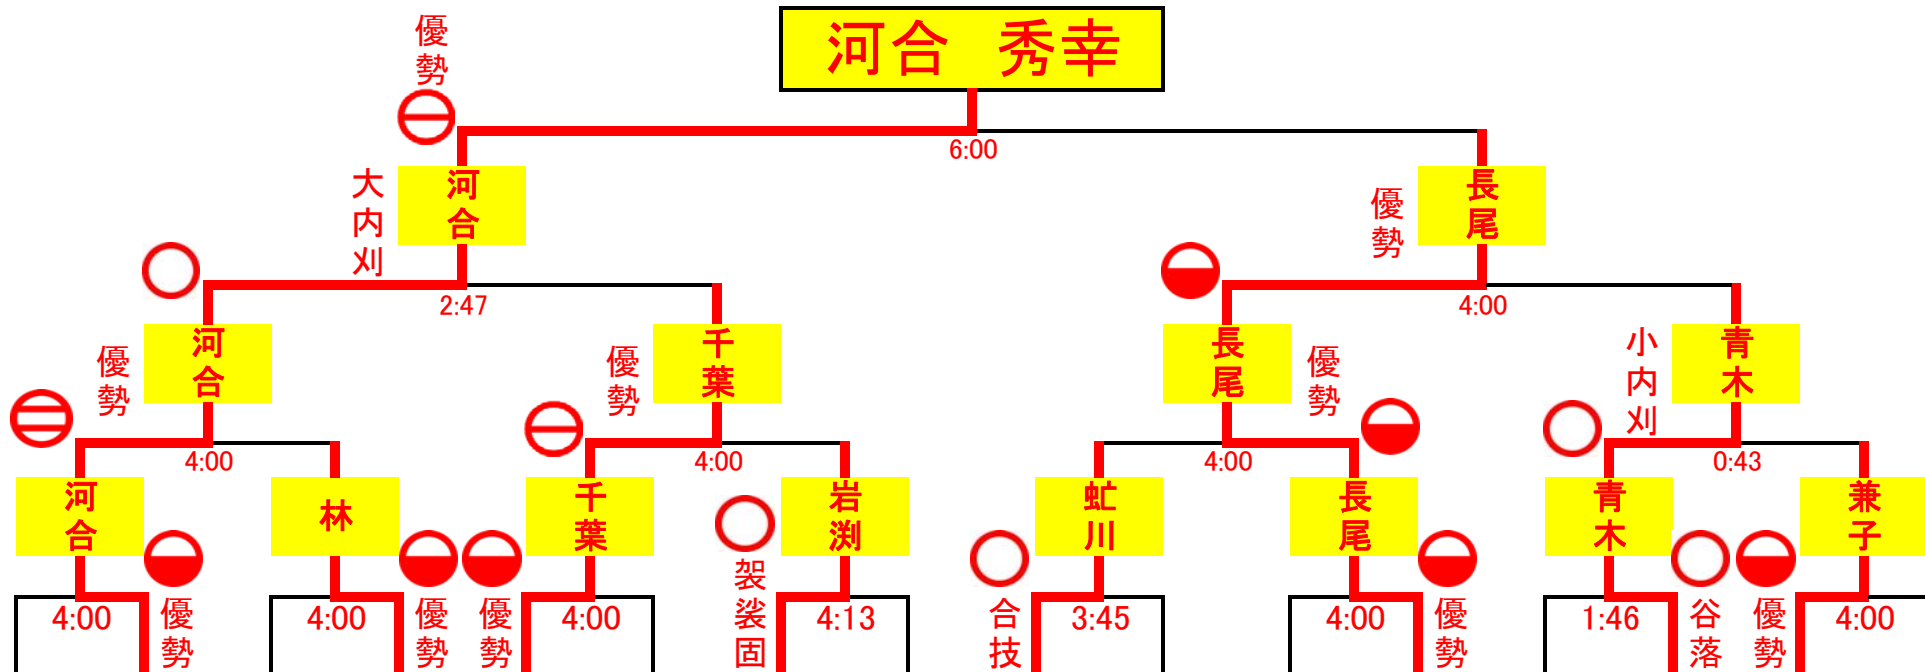 優勢
河合 秀幸
6:00
大内刈
河合
優勢
長尾
2:47
4:00
優勢
河合
優勢
千葉
長尾
優勢
小内刈
青木
4:00
4:00
4:00
0:43
河合
林
千葉
岩渕
虻川
長尾
青木
兼子
4:00
優勢
4:00
優勢
優勢
4:00
袈裟固
4:13
合技
3:45
4:00
優勢
1:46
谷落
優勢
4:00